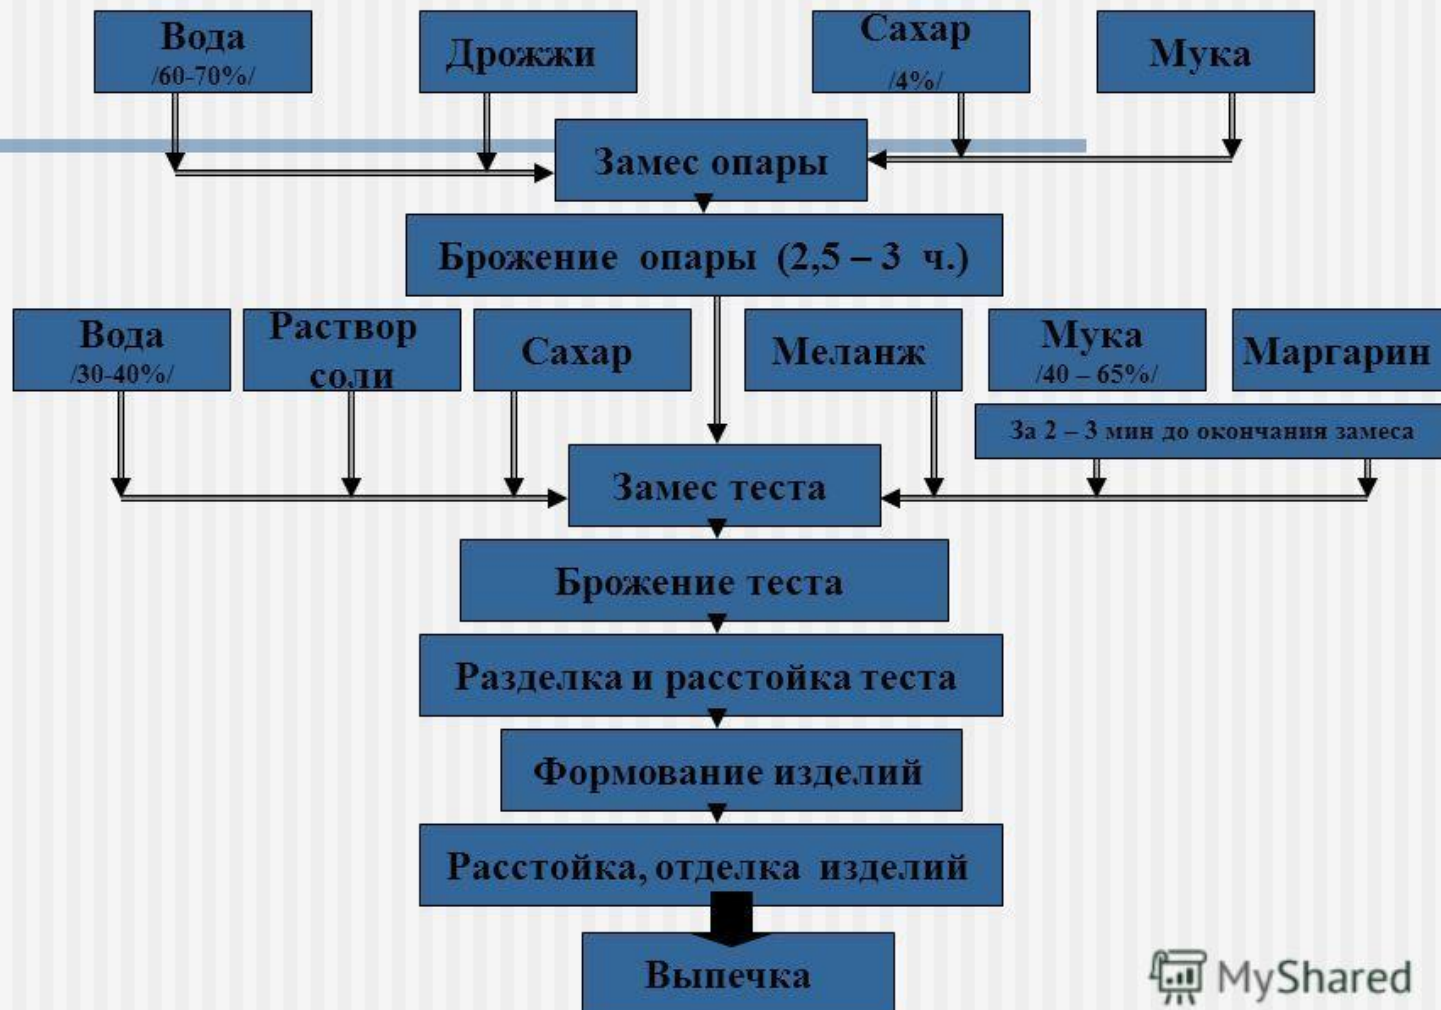 Вода
/60-70%/
Дрожжи
Сахар
/4%/
Мука
Замес опары
Брожение опары (2,5 – 3 ч.)
Вода
/30-40%/
Раствор
соли
Сахар
Меланж
Мука
/40 – 65%/
Маргарин
За 2 – 3 мин до окончания замеса
Замес теста
Брожение теста
Разделка и расстойка теста
Формование изделий
Расстойка, отделка изделий
Выпечка
MyShared